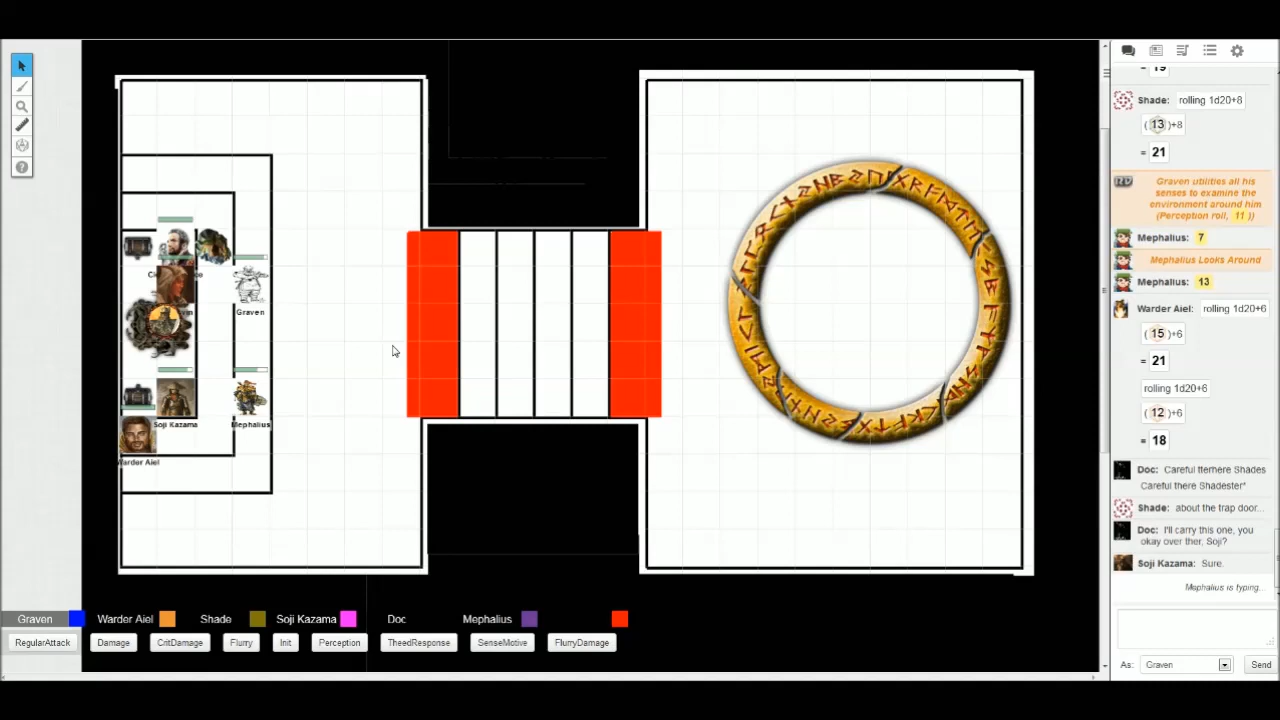 19
Shade: rolling 1d20+8
(13)+8
= 21
Graven utilities all his
senses to examine the
environment around him
(Perception roll, 11 ))
Mephalius: 7
Mephalius Looks Around
Mephalius: 13
Warder Aiel: rolling 1d20+6
(15)+6
= 21
rolling 1d20+6
(12)+6
= 18
Doc: Careful tterhere Shades
Careful there Shadester*
Shade: about the trap door...
Doc: I'll carry this one, you
okay over ther, Soji?
Soji Kazama: Sure.
Mephalius is typing...
As: Graven
Send
Graven
Soji Kazama
Mephalius
Warder Aiel
Graven Warder Aiel Shade Soji Kazama Doc Mephalius
RegularAttack Damage CritDamage Flurry Init Perception TheedResponse SenseMotive FlurryDamage